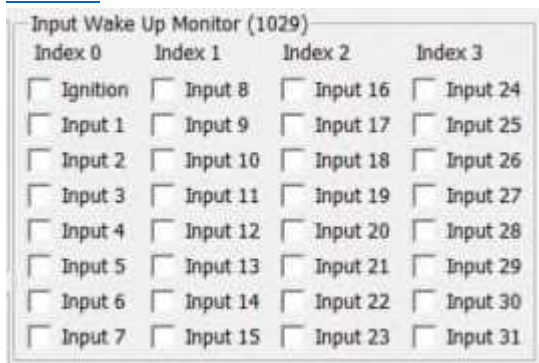 Input Wake Up Monitor (1029)
Index 0 Index 1 Index 2 Index 3
Ignition Input 8 Input 16 Input 24
Input 1 Input 9 Input 17 Input 25
Input 2 Input 10 Input 18 Input 26
Input 3 Input 11 Input 19 Input 27
Input 4 Input 12 Input 20 Input 28
Input 5 Input 13 Input 21 Input 29
Input 6 Input 14 Input 22 Input 30
Input 7 Input 15 Input 23 Input 31